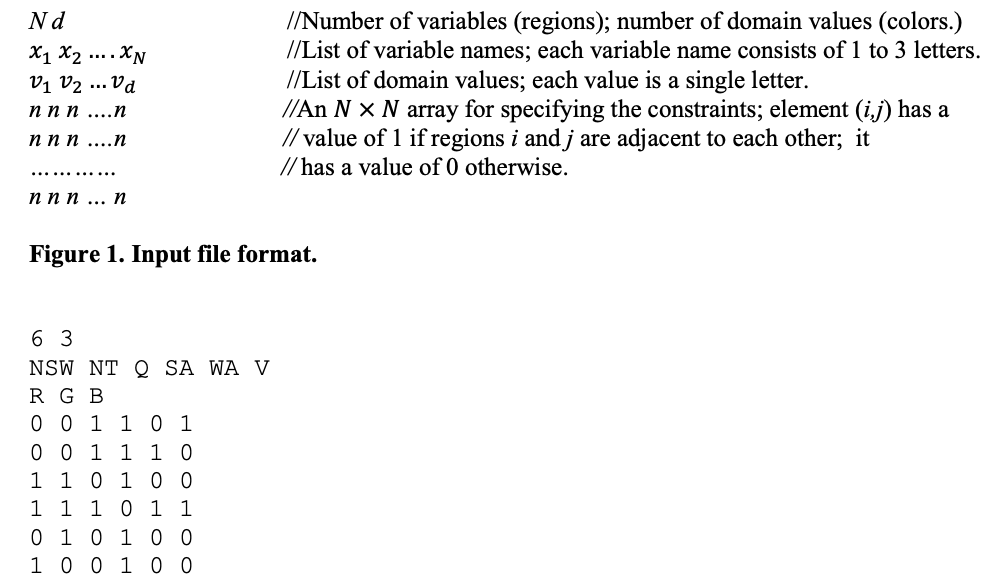 N d //Number of variables (regions); number of domain values (colors.)
x₁ x₂ .... x_N //List of variable names; each variable name consists of 1 to 3 letters.
v₁ v₂ ... v_d //List of domain values; each value is a single letter.
n n n ....n //An N × N array for specifying the constraints; element (i,j) has a
n n n ....n // value of 1 if regions i and j are adjacent to each other; it
... ... ... ... // has a value of 0 otherwise.
n n n ... n
Figure 1. Input file format.
6 3
NSW NT Q SA WA V
R G B
0 0 1 1 0 1
0 0 1 1 1 0
1 1 0 1 0 0
1 1 1 0 1 1
0 1 0 1 0 0
1 0 0 1 0 0